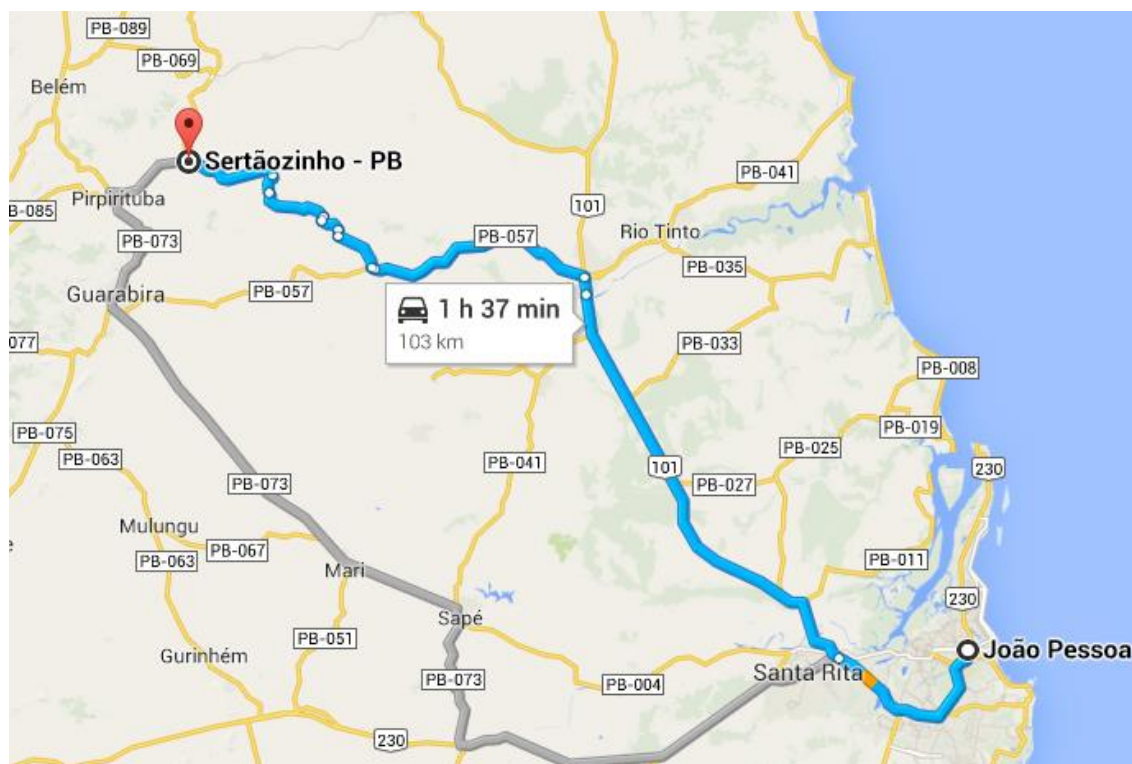 PB-089
PB-069
Belém
Sertãozinho - PB
PB-041
Pirpirituba
B-085
101
Rio Tinto
PB-073
PB-057
PB-035
Guarabira
PB-057
1 h 37 min
103 km
077
PB-033
PB-008
PB-075
PB-019
PB-063
PB-025
PB-041
101
230
PB-073
PB-027
Mulungu
PB-067
PB-063
PB-011
Mari
230
Sapé
PB-051
João Pessoa
Gurinhém
Santa Rita
PB-073
PB-004
230